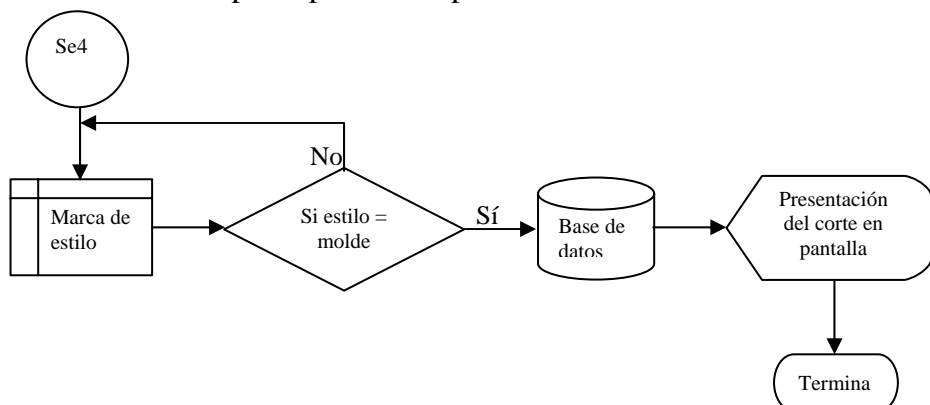 Se4
No
Marca de
estilo
Si estilo =
molde
Sí
Base de
datos
Presentación
del corte en
pantalla
Termina